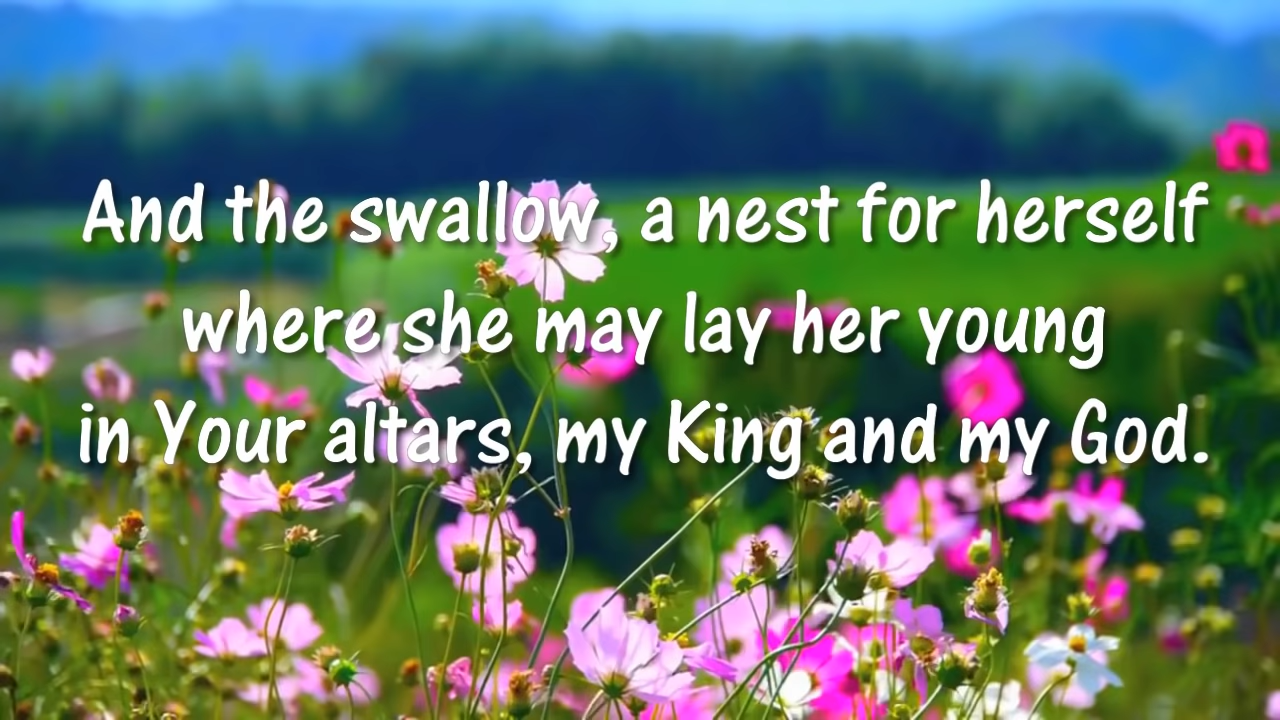 And the swallow, a nest for herself
where she may lay her young
in Your altars, my King and my God.